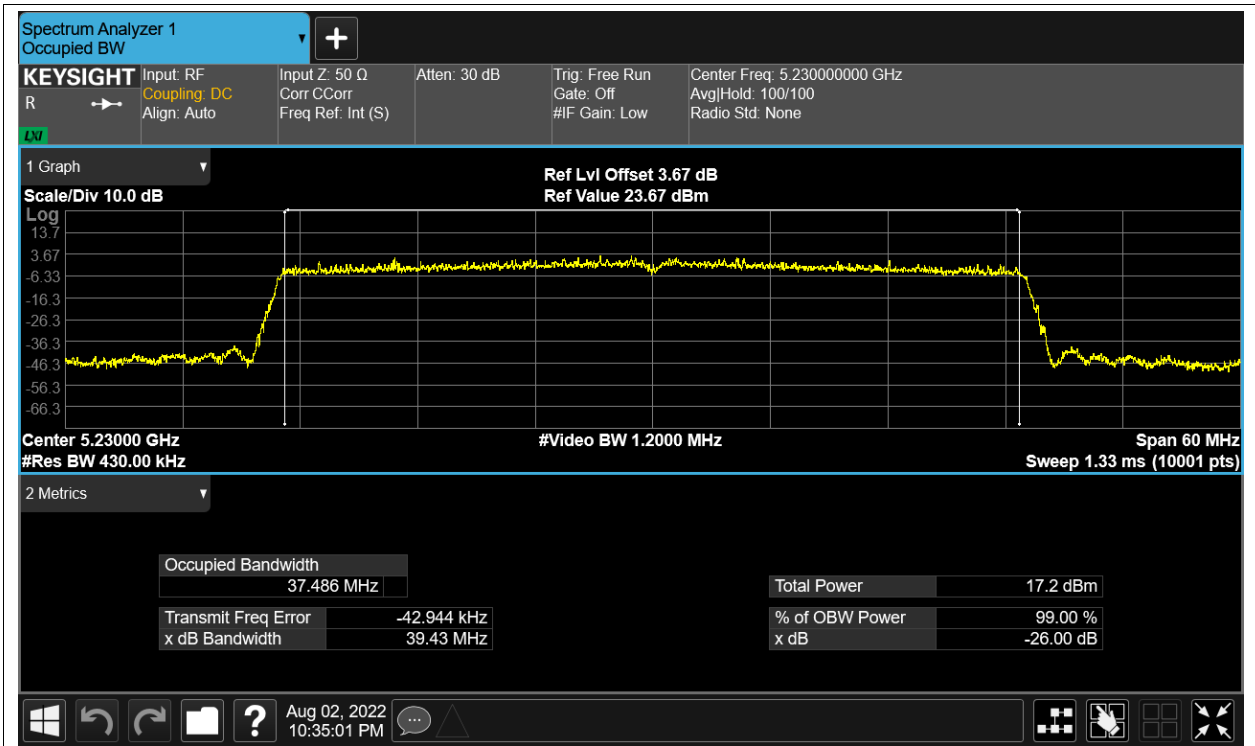 Spectrum Analyzer 1
Occupied BW
KEYSIGHT
R
LXI
Input: RF
Coupling: DC
Align: Auto
Input Z: 50 Ω
Corr CCorr
Freq Ref: Int (S)
Atten: 30 dB
Trig: Free Run
Gate: Off
#IF Gain: Low
Center Freq: 5.230000000 GHz
Avg|Hold: 100/100
Radio Std: None
1 Graph
Scale/Div 10.0 dB
Ref Lvl Offset 3.67 dB
Ref Value 23.67 dBm
Log
13.7
3.67
-6.33
-16.3
-26.3
-36.3
-46.3
-56.3
-66.3
Center 5.23000 GHz
#Res BW 430.00 kHz
#Video BW 1.2000 MHz
Span 60 MHz
Sweep 1.33 ms (10001 pts)
2 Metrics
Occupied Bandwidth
37.486 MHz
Transmit Freq Error -42.944 kHz
x dB Bandwidth 39.43 MHz
Total Power 17.2 dBm
% of OBW Power 99.00 %
x dB -26.00 dB
?
Aug 02, 2022
10:35:01 PM